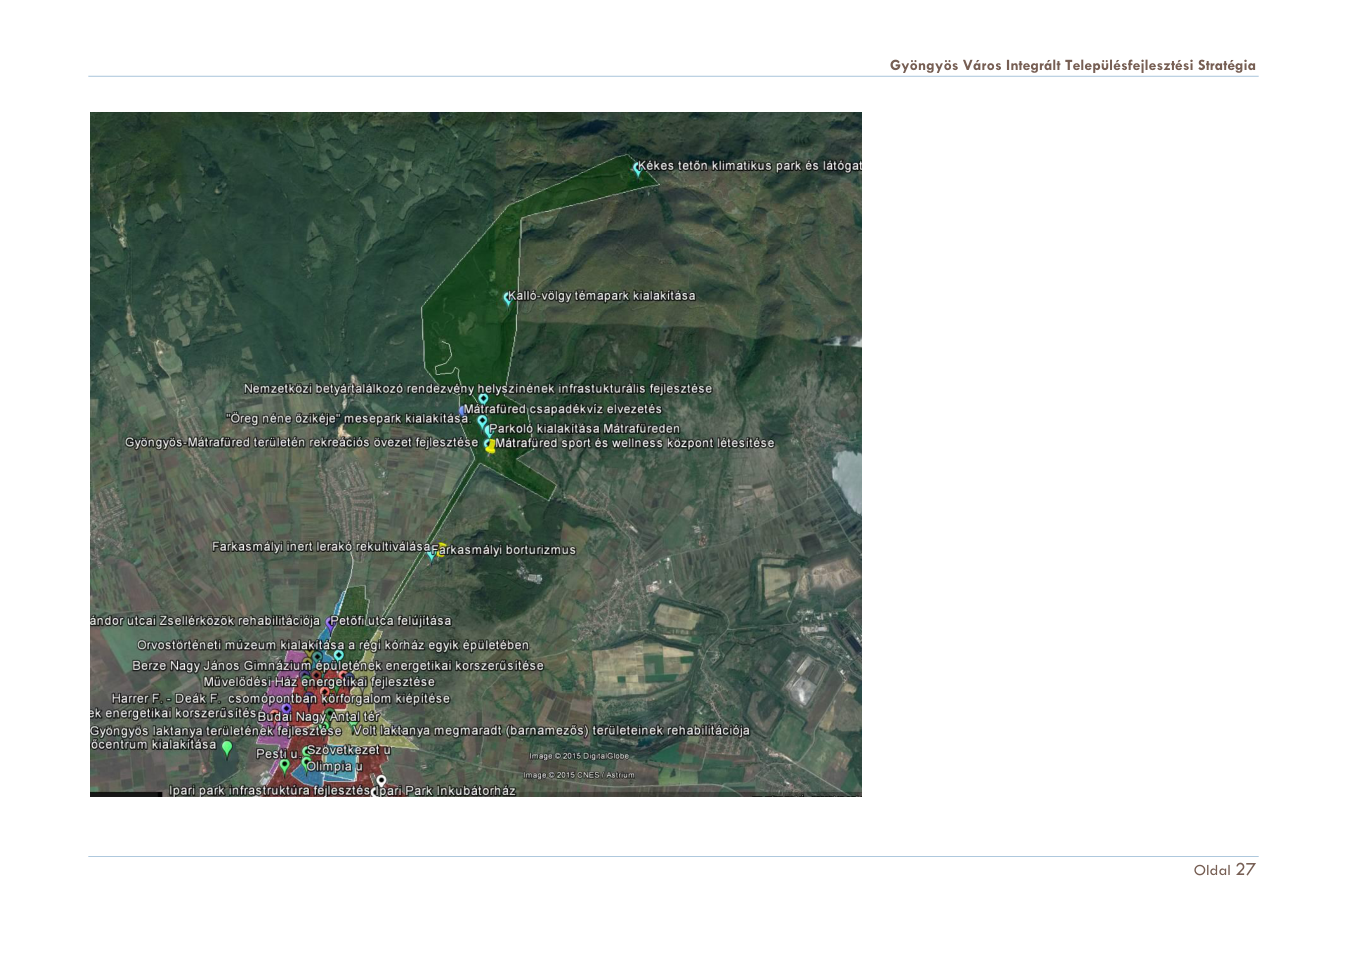 Gyöngyös Város Integrált Településfejlesztési Stratégia
Kékes tetőn klimatikus park és látógat
Kalló-völgy témapark kialakítása
Nemzetközi betyártalálkozó rendezvény helyszínének infrastukturális fejlesztése
Mátrafüred csapadékvíz elvezetés
"Öreg néne őzikéje" mesepark kialakítása
Parkoló kialakítása Mátrafüreden
Gyöngyös-Mátrafüred területén rekreációs övezet fejlesztése
Mátrafüred sport és wellness központ létesítése
Farkasmályi inert lerakó rekultiválása
Farkasmályi borturizmus
ándor utcai Zsellérközök rehabilitációja
Petőfi utca felújítása
Orvostörténeti múzeum kialakítása a régi kórház egyik épületében
Berze Nagy János Gimnázium épületének energetikai korszerűsítése
Művelődési Ház energetikai fejlesztése
Harrer F. - Deák F. csomópontban körforgalom kiépítése
ek energetikai korszerűsítés
Budai Nagy Antal tér
Gyöngyös laktanya területének fejlesztése
Volt laktanya megmaradt (barnamezős) területeinek rehabilitációja
ócentrum kialakítása
Pesti u.
Szövetkezet u
Olimpia u
Image © 2015 DigitalGlobe
Image © 2015 CNES / Astrium
Ipari park infrastruktúra fejlesztés
Ipari Park Inkubátorház
Oldal 27